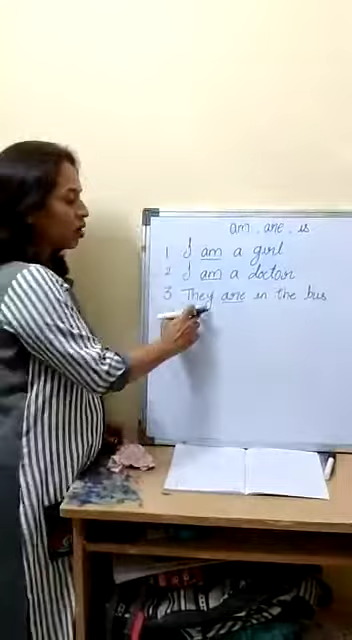 am . are . is
1 I am a girl
2 I am a doctor
3 They are in the bus